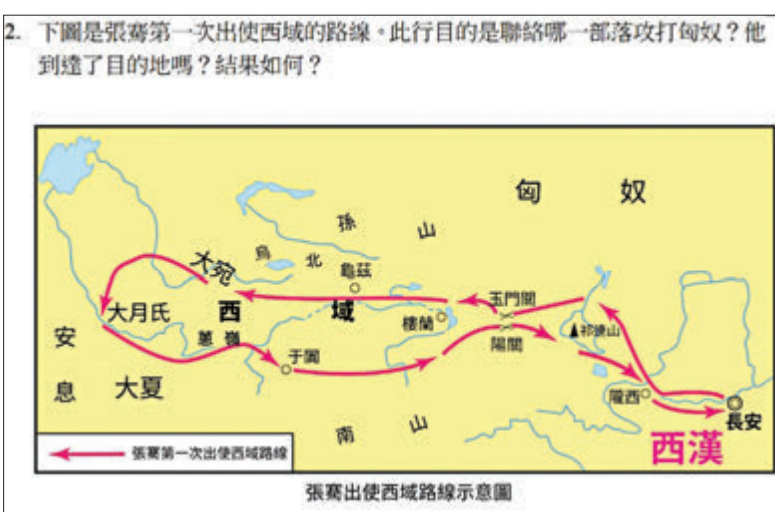 2. 下圖是張騫第一次出使西域的路線。此行目的是聯絡哪一部落攻打匈奴？他
到達了目的地嗎？結果如何？
匈 奴
烏 孫
北 山
大宛
龜茲
玉門關
大月氏
西 域
樓蘭
祁連山
安息
蔥嶺
陽關
于闐
大夏
隴西
長安
南 山
西漢
張騫第一次出使西域路線
張騫出使西域路線示意圖